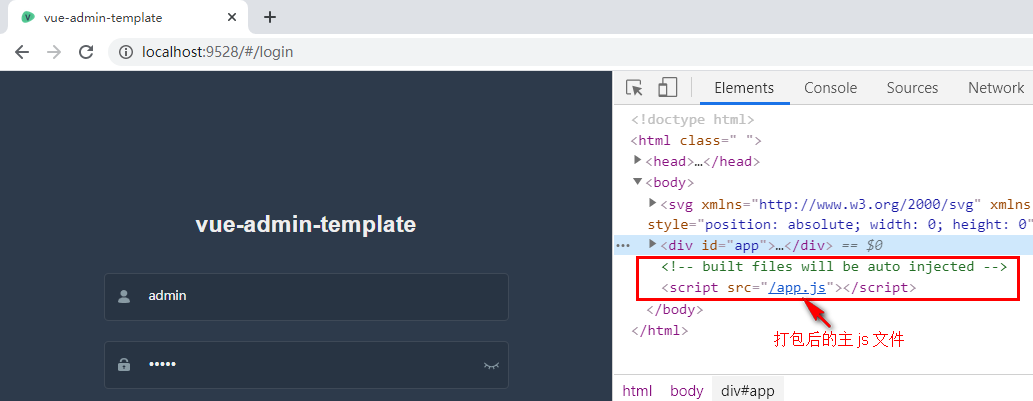 vue-admin-template
localhost:9528/#/login
Elements
Console
Sources
Network
<!doctype html>
<html class=" ">
<head>…</head>
<body>
<svg xmlns="http://www.w3.org/2000/svg" xmlns
style="position: absolute; width: 0; height: 0"
<div id="app">…</div> == $0
<!-- built files will be auto injected -->
<script src="/app.js"></script>
</body>
</html>
打包后的主 js 文件
html
body
div#app
vue-admin-template
admin
•••••